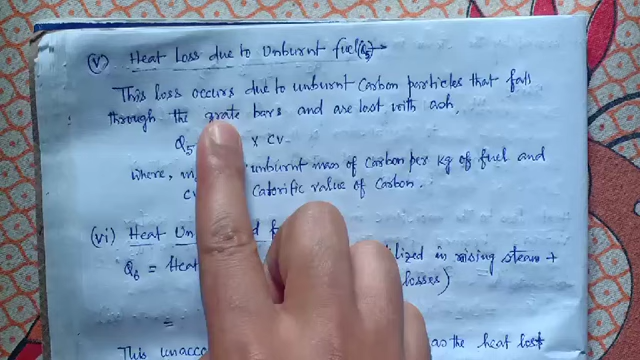 (v) Heat Loss due to Unburnt fuel(Q5)→
This loss occurs due to unburnt Carbon particles that falls
through the grate bars and are lost with ash.
Q5 x CV
where, m unburnt mass of Carbon per kg of fuel and
CV Calorific value of Carbon.
(vi) Heat Un
Q6 = Heat lized in raising steam +
losses)
=
This unacco as the heat lost